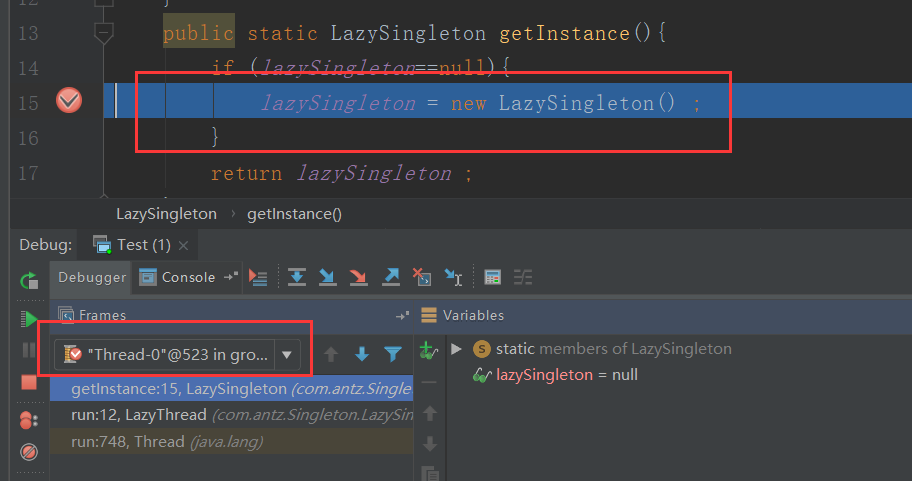 12 }
13 public static LazySingleton getInstance(){
14 if (lazySingleton==null){
15 lazySingleton = new LazySingleton() ;
16 }
17 return lazySingleton ;
LazySingleton › getInstance()
Debug: Test (1) ×
Debugger Console
Frames
Variables
"Thread-0"@523 in gro...
static members of LazySingleton
getInstance:15, LazySingleton (com.antz.Single
lazySingleton = null
run:12, LazyThread (com.antz.Singleton.LazySin
run:748, Thread (java.lang)